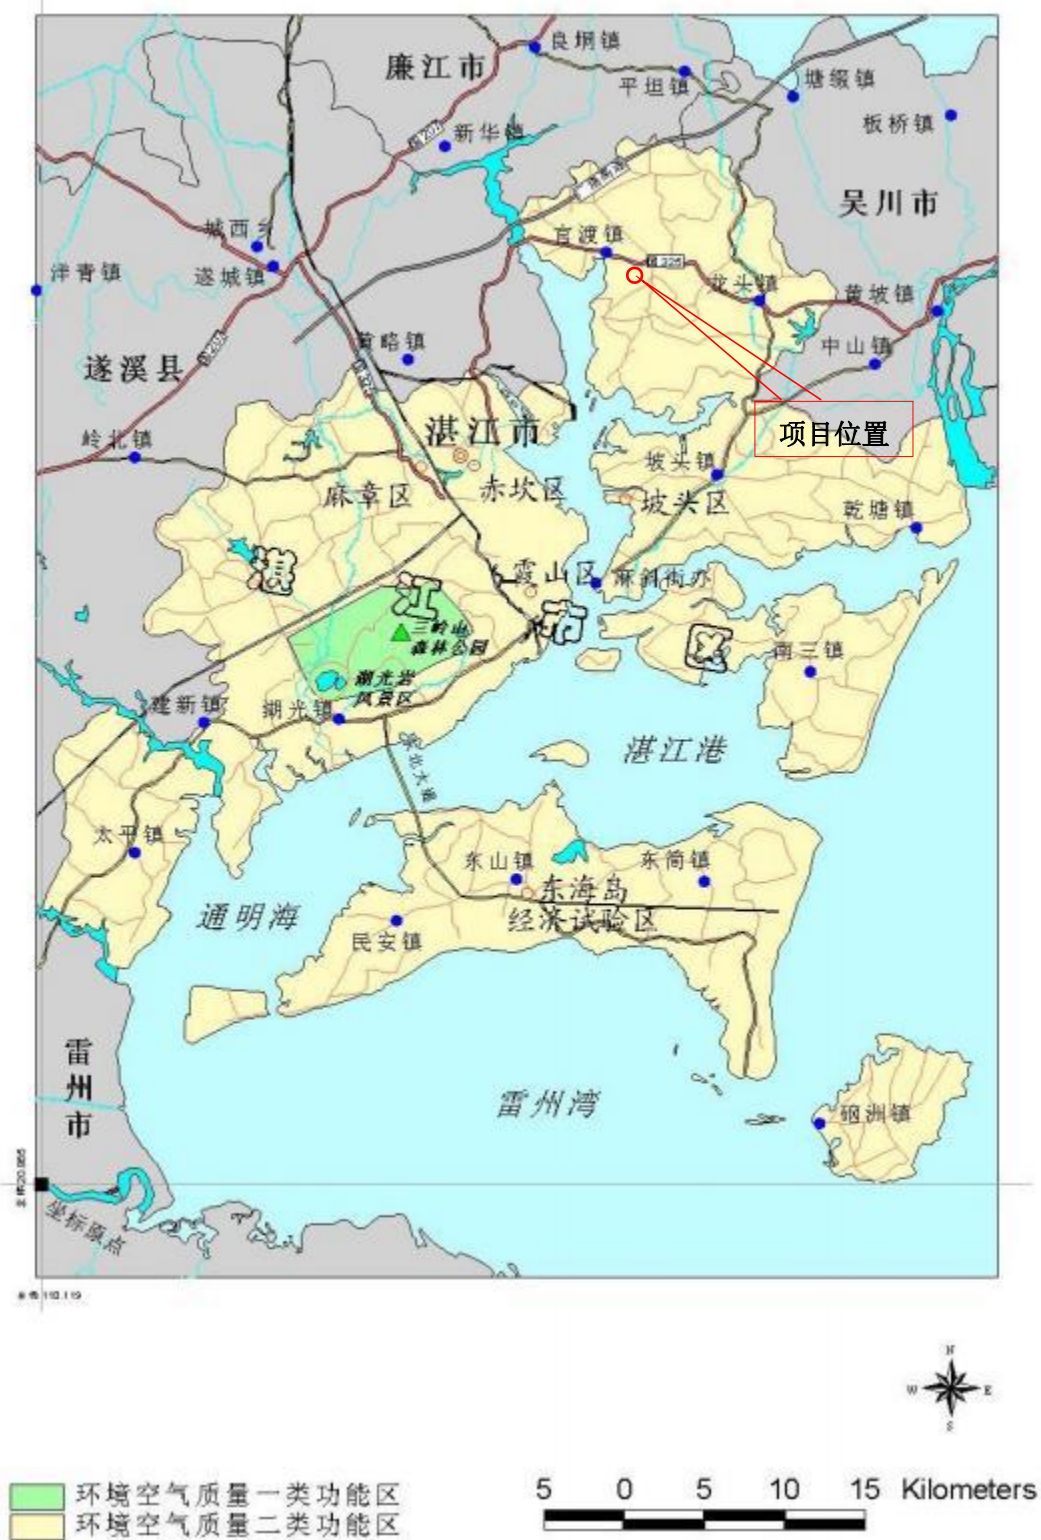 良垌镇
廉江市
平坦镇
塘缀镇
板桥镇
新华镇
吴川市
官渡镇
城西乡
遂城镇
洋青镇
龙头镇
黄坡镇
黄略镇
中山镇
遂溪县
湛江市
项目位置
岭北镇
坡头镇
麻章区
赤坎区
坡头区
乾塘镇
霞山区
麻斜街办
湛
江
市
区
三岭山
森林公园
南三镇
湖光岩
风景区
建新镇
湖光镇
东北大堤
湛江港
太平镇
东山镇
东简镇
东海岛
经济试验区
通明海
民安镇
雷州市
雷州湾
硇洲镇
坐标原点
N
W
E
S
环境空气质量一类功能区
环境空气质量二类功能区
5 0 5 10 15 Kilometers